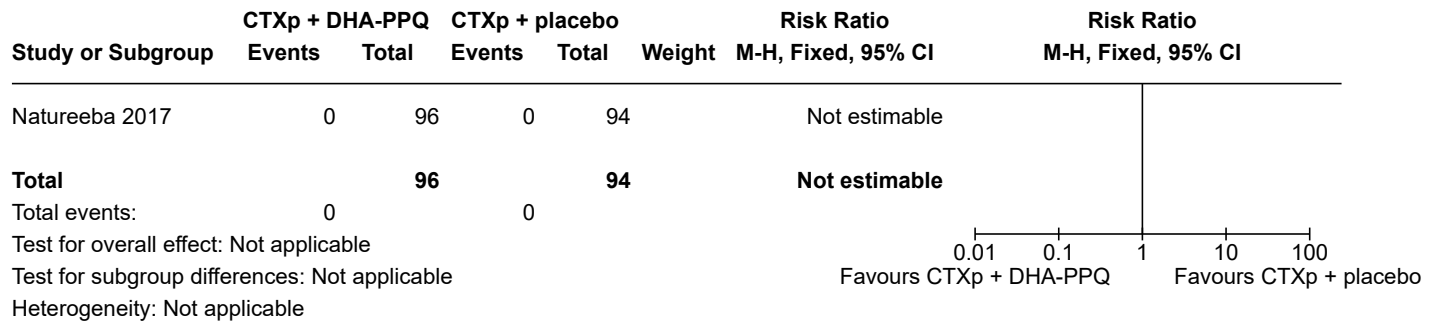 CTXp + DHA-PPQ CTXp + placebo Risk Ratio Risk Ratio
Study or Subgroup Events Total Events Total Weight M-H, Fixed, 95% CI M-H, Fixed, 95% CI
Natureeba 2017 0 96 0 94 Not estimable
Total 96 94 Not estimable
Total events: 0 0
Test for overall effect: Not applicable
0.01 0.1 1 10 100
Test for subgroup differences: Not applicable Favours CTXp + DHA-PPQ Favours CTXp + placebo
Heterogeneity: Not applicable